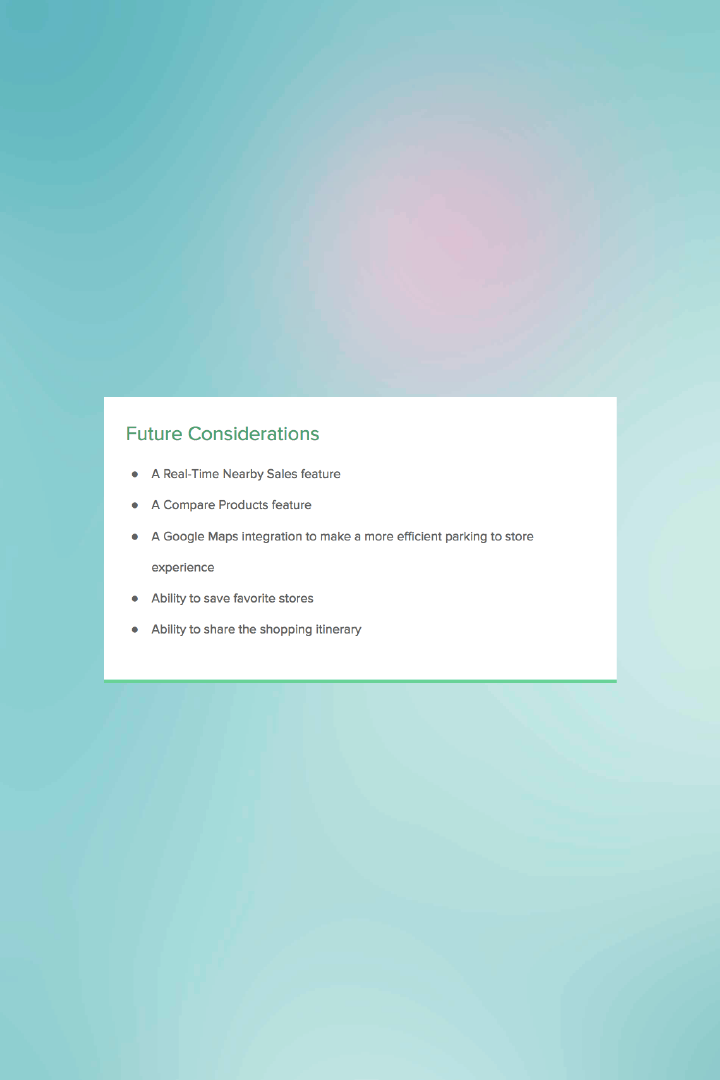 Future Considerations
● A Real-Time Nearby Sales feature
● A Compare Products feature
● A Google Maps integration to make a more efficient parking to store
experience
● Ability to save favorite stores
● Ability to share the shopping itinerary